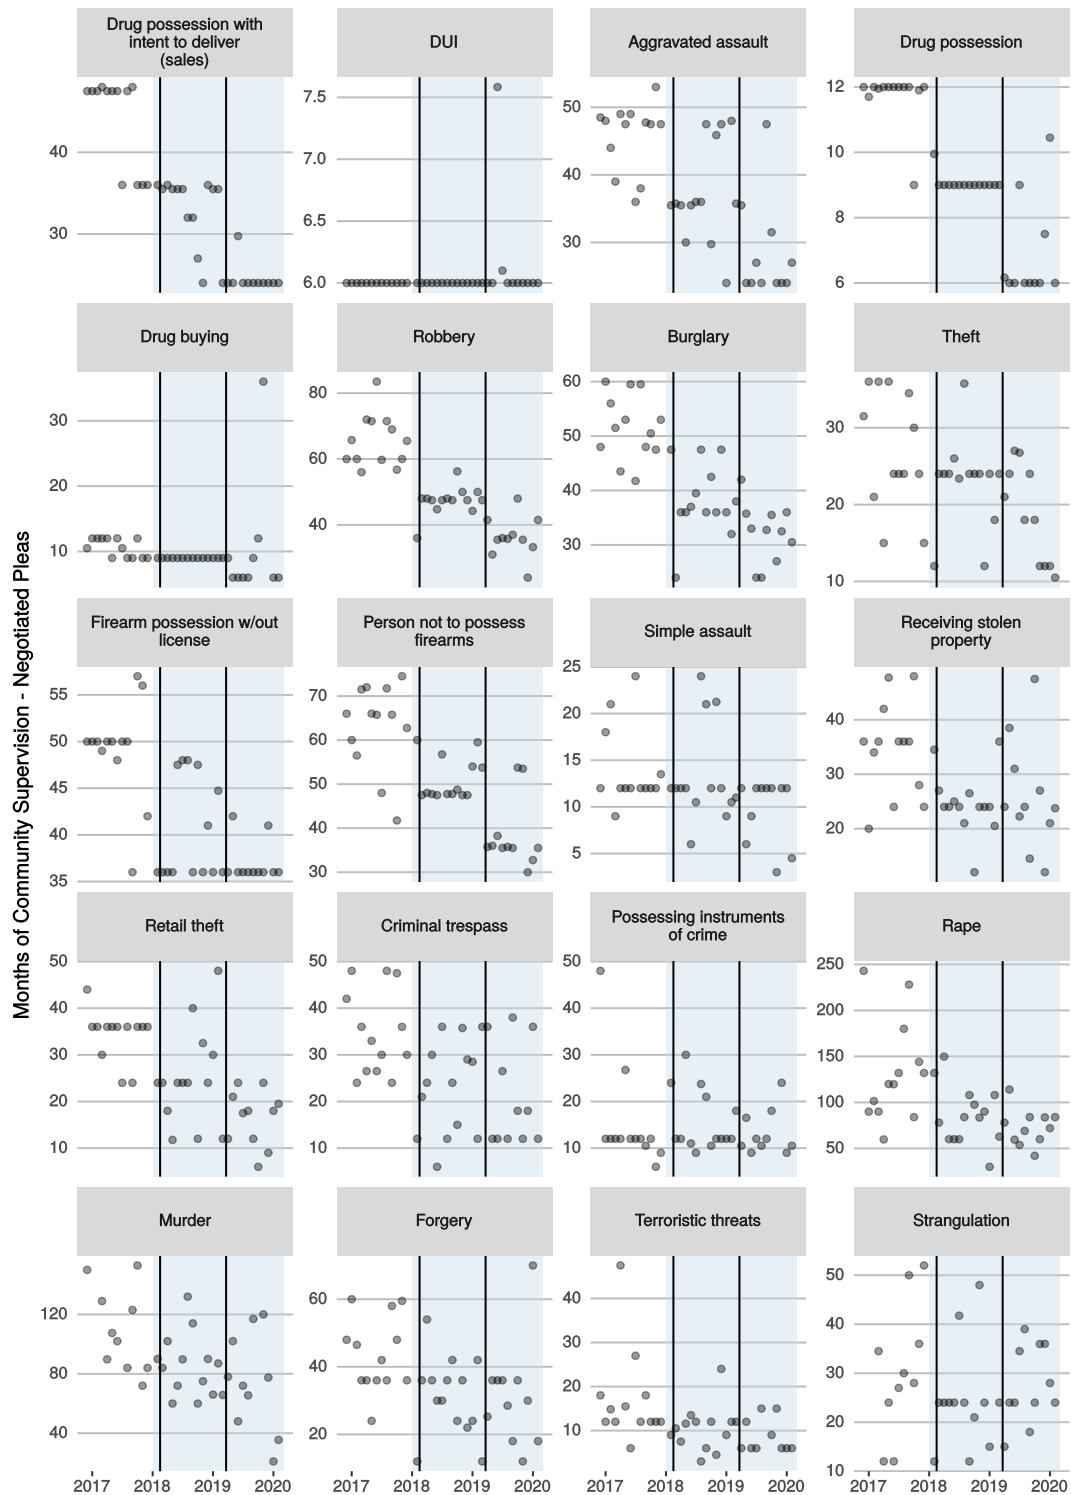 Drug possession with
intent to deliver
(sales)
DUI
Aggravated assault
Drug possession
40
30
7.5
7.0
6.5
6.0
50
40
30
12
10
8
6
Drug buying
Robbery
Burglary
Theft
30
20
10
80
60
40
60
50
40
30
30
20
10
Months of Community Supervision - Negotiated Pleas
Firearm possession w/out
license
Person not to possess
firearms
Simple assault
Receiving stolen
property
55
50
45
40
35
70
60
50
40
30
25
20
15
10
5
40
30
20
Retail theft
Criminal trespass
Possessing instruments
of crime
Rape
50
40
30
20
10
50
40
30
20
10
50
40
30
20
10
250
200
150
100
50
Murder
Forgery
Terroristic threats
Strangulation
120
80
40
60
40
20
40
30
20
10
50
40
30
20
10
2017 2018 2019 2020
2017 2018 2019 2020
2017 2018 2019 2020
2017 2018 2019 2020